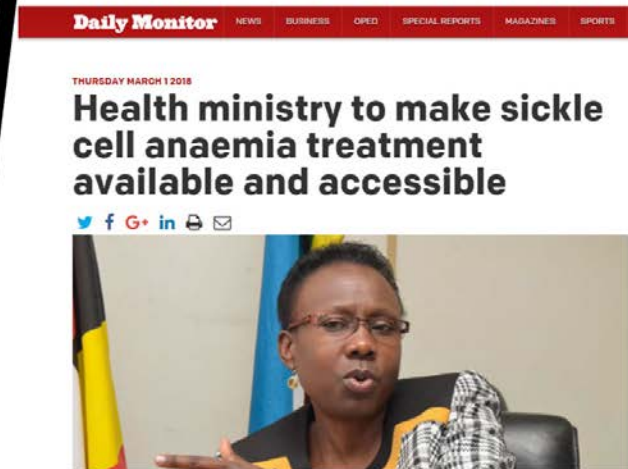 Daily Monitor NEWS BUSINESS OPED SPECIAL REPORTS MAGAZINES SPORTS
THURSDAY MARCH 1 2018
Health ministry to make sickle
cell anaemia treatment
available and accessible